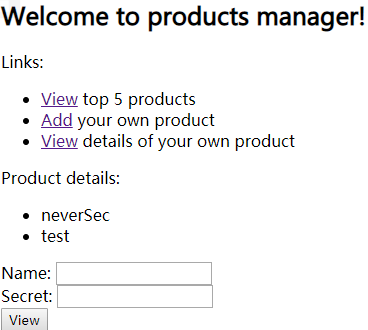 Welcome to products manager!
Links:
View top 5 products
Add your own product
View details of your own product
Product details:
neverSec
test
Name:
Secret:
View